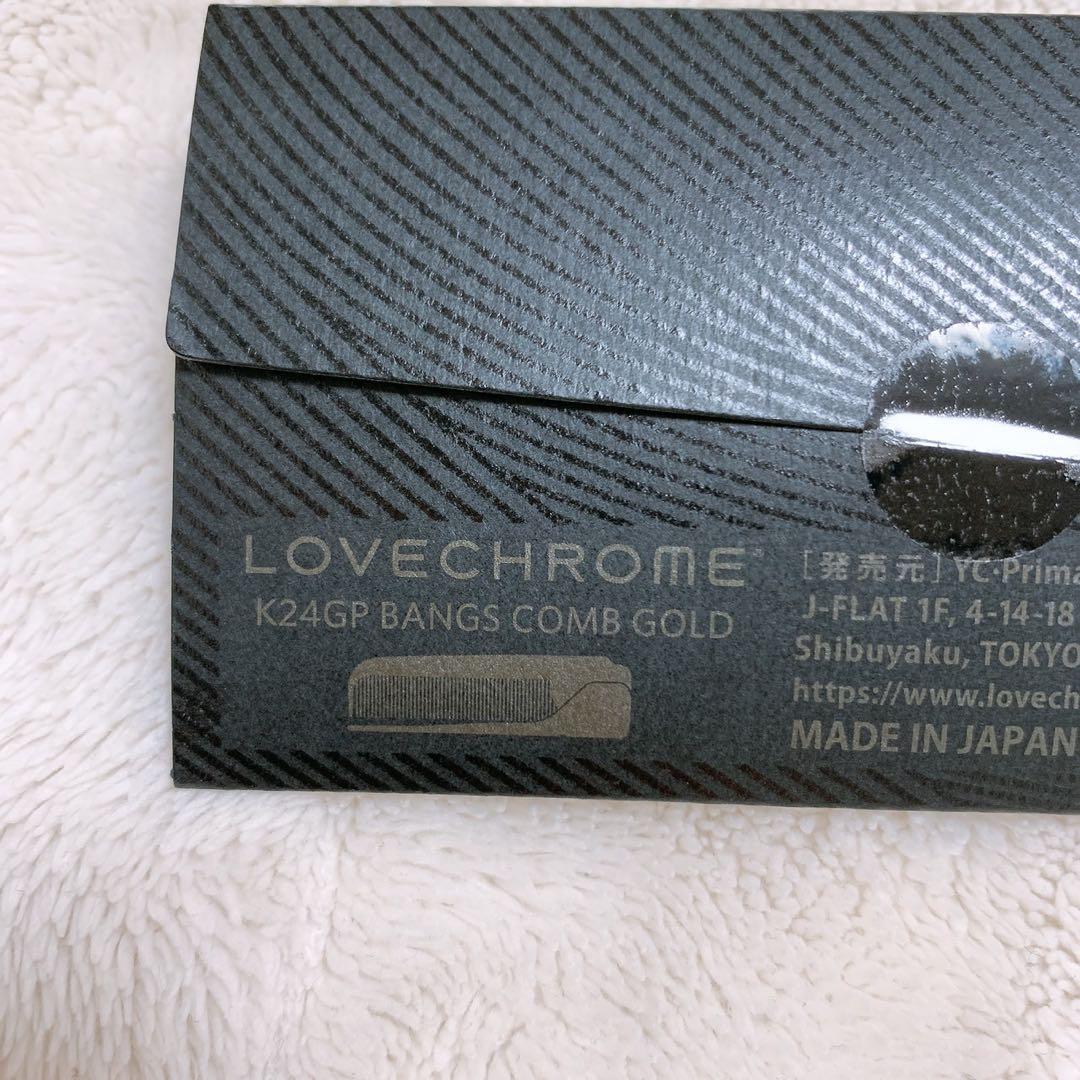 LOVECHROME®
K24GP BANGS COMB GOLD
[発売元] YC・Prima
J-FLAT 1F, 4-14-18
Shibuyaku, TOKYO
https://www.lovech
MADE IN JAPAN